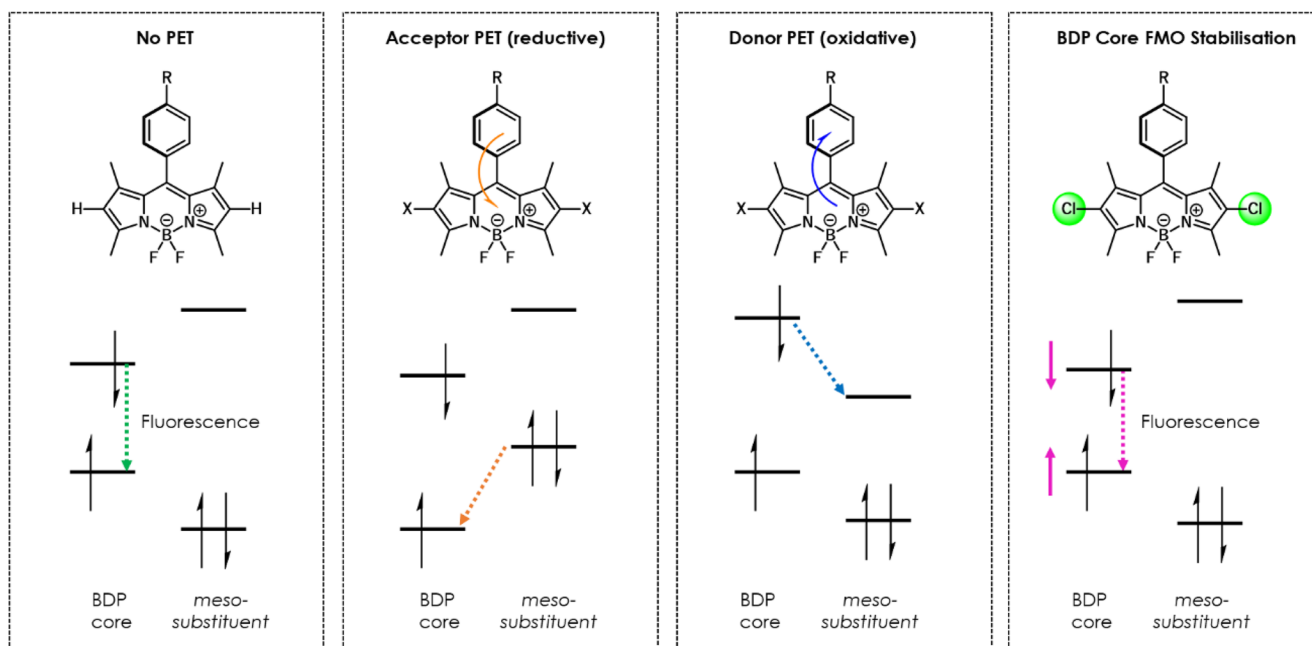 No PET
R
H
H
N
⊖
⊕
N
B
F
F
Fluorescence
BDP
core
meso-
substituent
Acceptor PET (reductive)
R
X
X
N
⊖
⊕
N
B
F
F
BDP
core
meso-
substituent
Donor PET (oxidative)
R
X
X
N
⊖
⊕
N
B
F
F
BDP
core
meso-
substituent
BDP Core FMO Stabilisation
R
Cl
Cl
N
⊖
⊕
N
B
F
F
Fluorescence
BDP
core
meso-
substituent